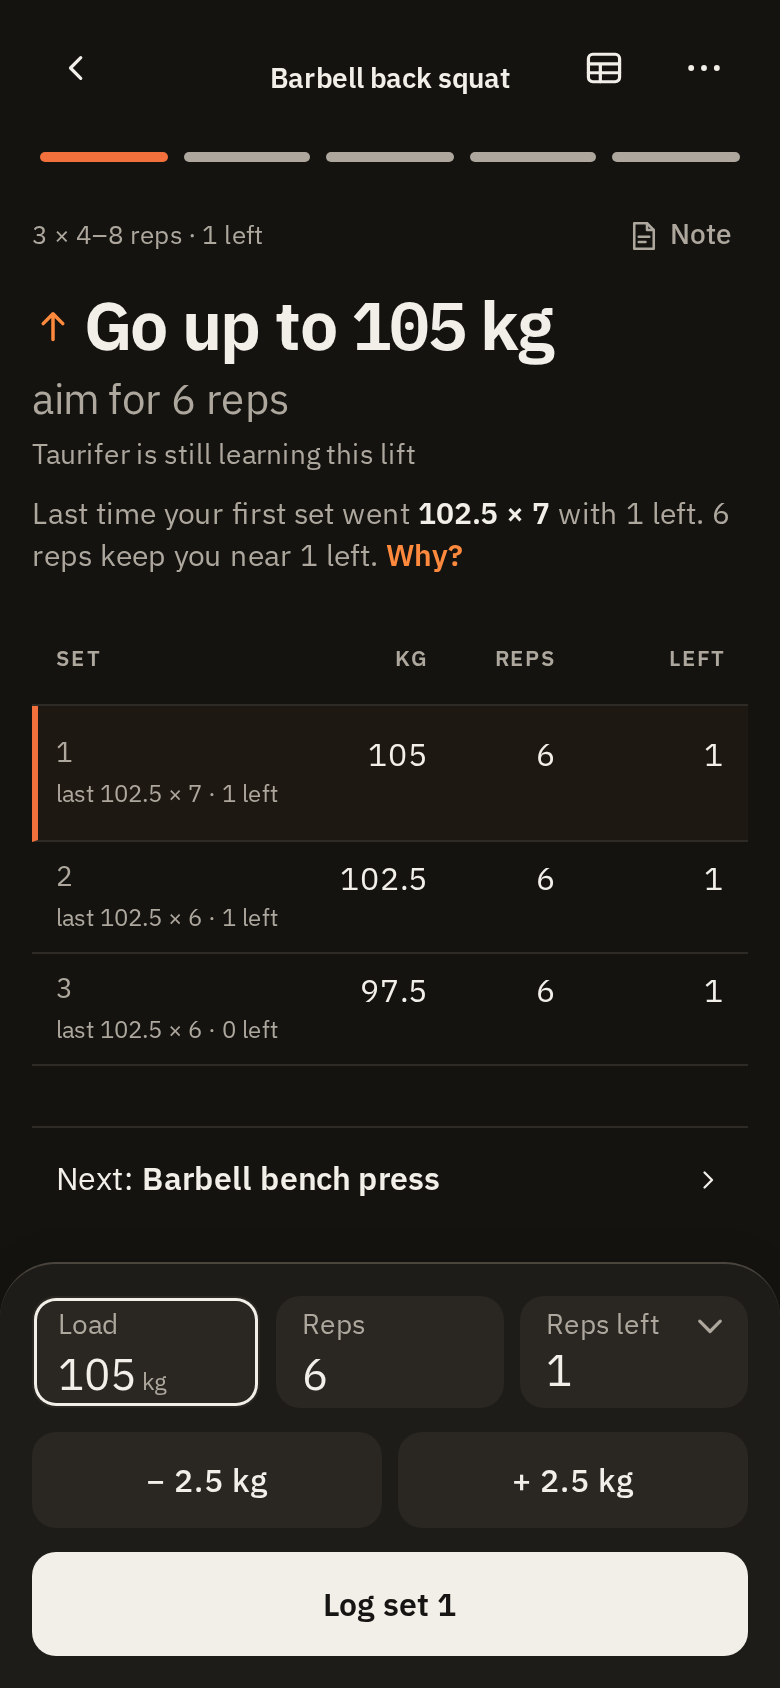 Barbell back squat
3 × 4–8 reps · 1 left
Note
Go up to 105 kg
aim for 6 reps
Taurifer is still learning this lift
Last time your first set went 102.5 × 7 with 1 left. 6
reps keep you near 1 left. Why?
SET KG REPS LEFT
1 105 6 1
last 102.5 × 7 · 1 left
2 102.5 6 1
last 102.5 × 6 · 1 left
3 97.5 6 1
last 102.5 × 6 · 0 left
Next: Barbell bench press
Load Reps Reps left
105 kg 6 1
− 2.5 kg + 2.5 kg
Log set 1